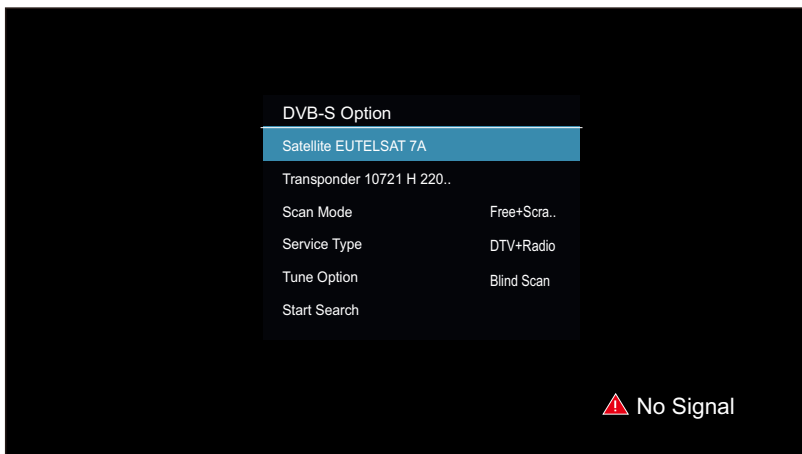 DVB-S Option
Satellite EUTELSAT 7A
Transponder 10721 H 220..
Scan Mode Free+Scra..
Service Type DTV+Radio
Tune Option Blind Scan
Start Search
No Signal